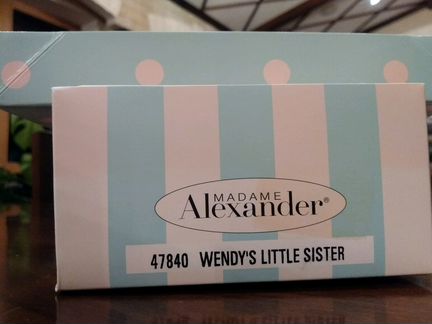 MADAME
Alexander®
47840 WENDY'S LITTLE SISTER